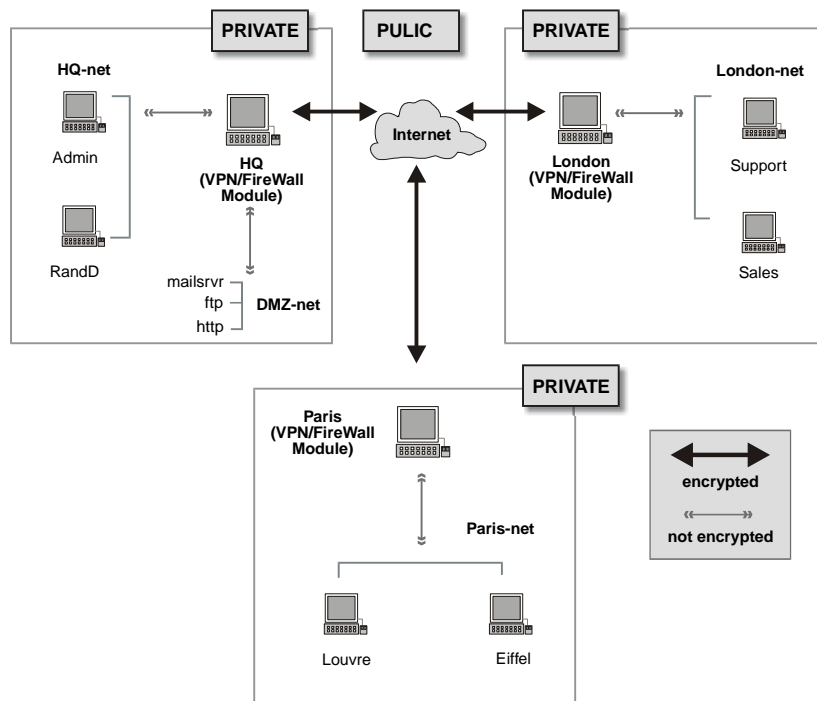 PRIVATE
PULIC
PRIVATE
HQ-net
London-net
Admin
HQ
(VPN/FireWall
Module)
Internet
London
(VPN/FireWall
Module)
Support
RandD
Sales
mailsrvr
ftp
http
DMZ-net
PRIVATE
Paris
(VPN/FireWall
Module)
Paris-net
Louvre
Eiffel
encrypted
not encrypted